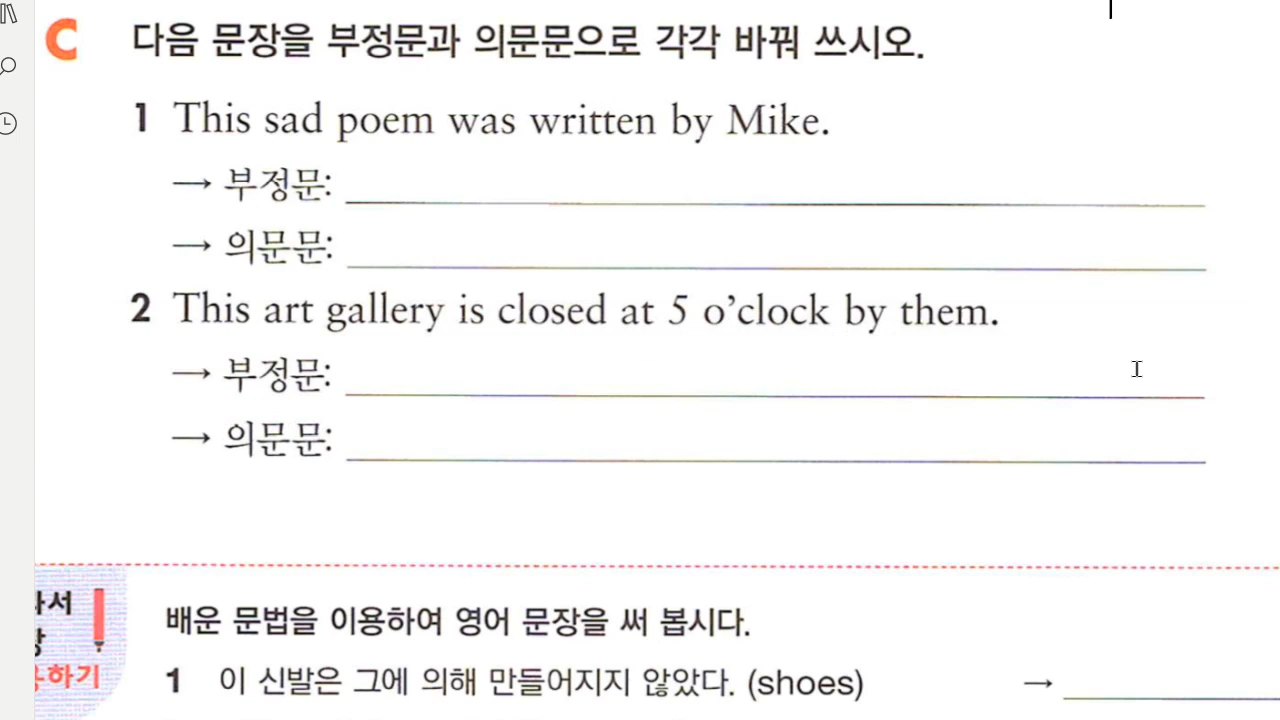 C 다음 문장을 부정문과 의문문으로 각각 바꿔 쓰시오.
1 This sad poem was written by Mike.
→ 부정문:
→ 의문문:
2 This art gallery is closed at 5 o'clock by them.
→ 부정문:
→ 의문문:
배운 문법을 이용하여 영어 문장을 써 봅시다.
하기
1 이 신발은 그에 의해 만들어지지 않았다. (shoes) →